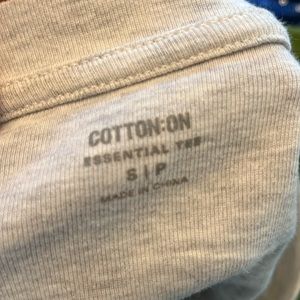 COTTON:ON
ESSENTIAL TEE
S | P
MADE IN CHINA